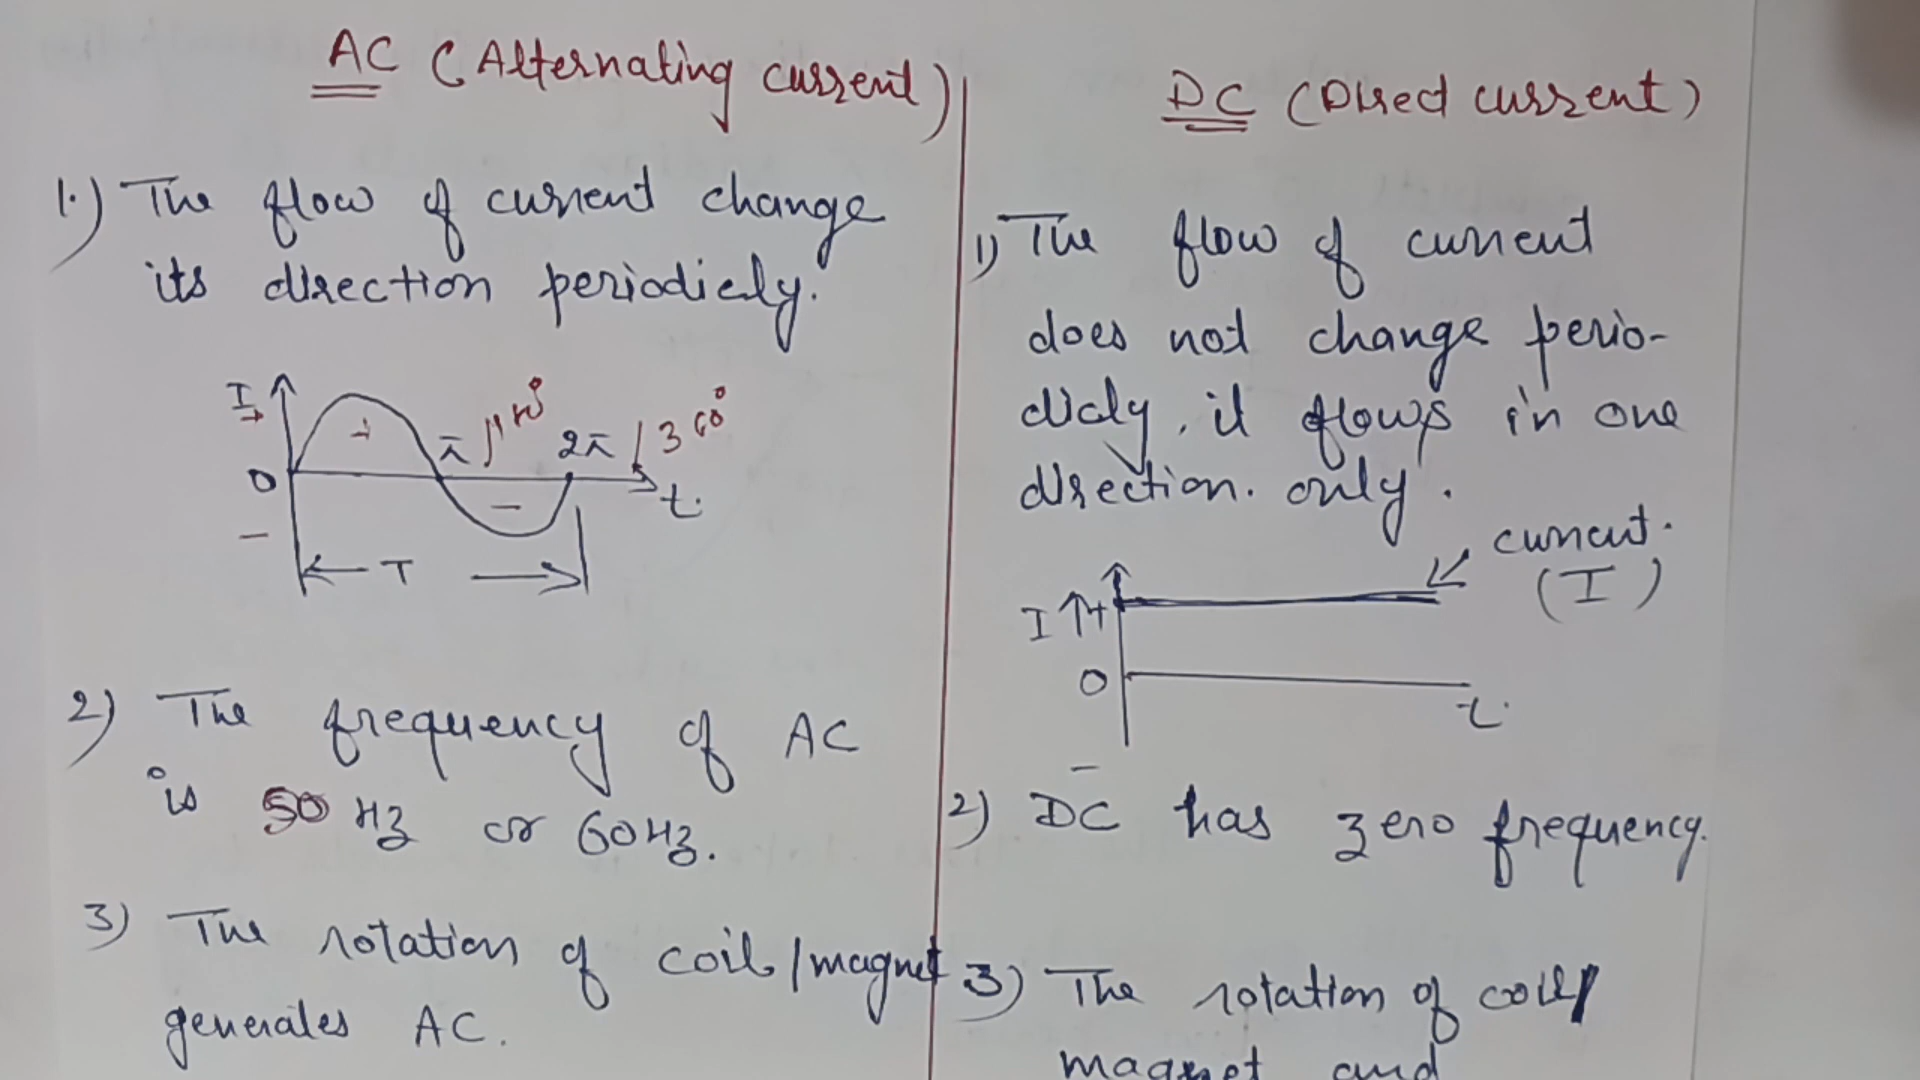 AC (Alternating current)
1.) The flow of current change
its direction periodicly.
I
+
π / 180°
2π / 360°
0
t.
-
-
T
2) The frequency of AC
is 50 Hz or 60Hz.
3) The rotation of coil/magnet
generates AC.
DC (Direct current)
1) The flow of current
does not change perio-
dicly, it flows in one
direction. only.
current.
(I)
I ↑+
0
t.
-
2) DC has zero frequency.
3) The rotation of coil/
magnet and